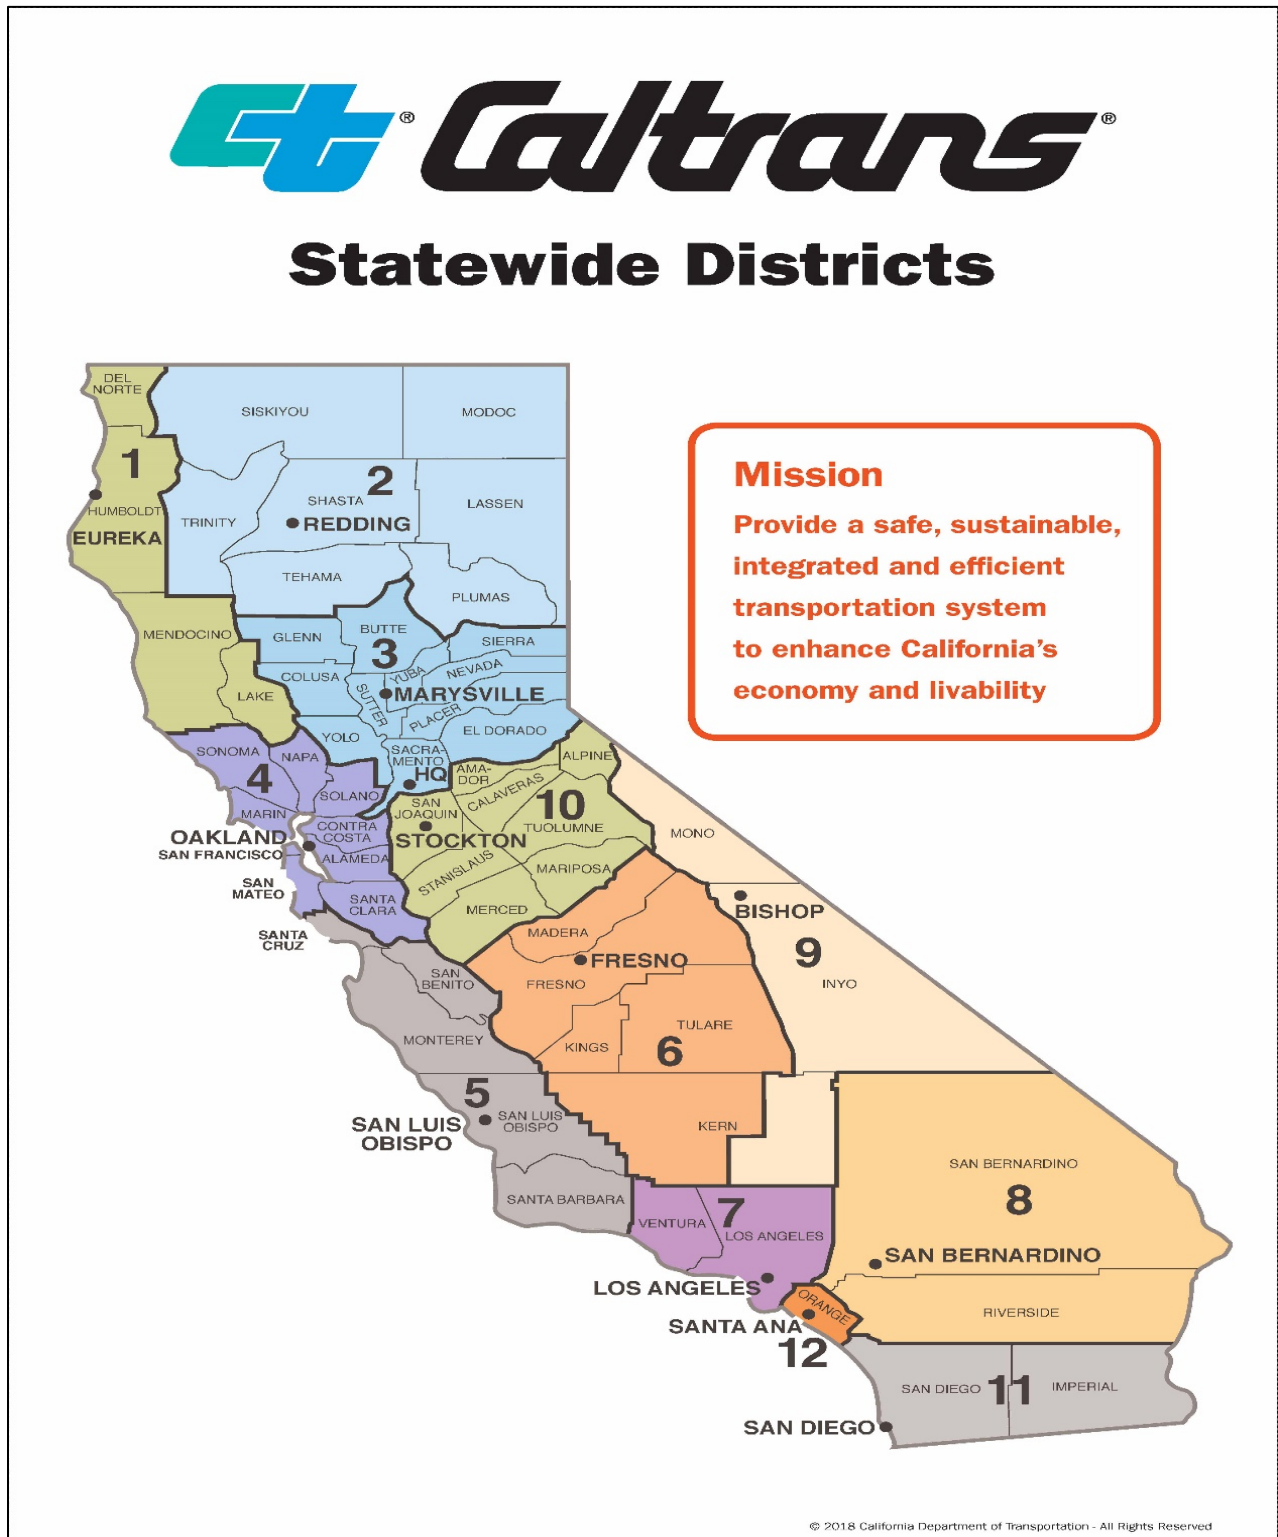 ct® Caltrans®
Statewide Districts
Mission
Provide a safe, sustainable,
integrated and efficient
transportation system
to enhance California's
economy and livability
DEL
NORTE
SISKIYOU
MODOC
1
2
SHASTA
LASSEN
HUMBOLDT
TRINITY
REDDING
EUREKA
TEHAMA
PLUMAS
MENDOCINO
GLENN
BUTTE
SIERRA
3
YUBA
NEVADA
COLUSA
LAKE
SUTTER
MARYSVILLE
PLACER
EL DORADO
YOLO
SACRA-
MENTO
HQ
SONOMA
NAPA
4
SOLANO
MARIN
AMA-
DOR
ALPINE
CALAVERAS
SAN
JOAQUIN
10
TUOLUMNE
CONTRA
COSTA
OAKLAND
STOCKTON
SAN FRANCISCO
ALAMEDA
MONO
STANISLAUS
MARIPOSA
SAN
MATEO
SANTA
CLARA
MERCED
BISHOP
SANTA
CRUZ
MADERA
9
FRESNO
SAN
BENITO
FRESNO
INYO
TULARE
MONTEREY
KINGS
6
5
SAN LUIS
OBISPO
SAN LUIS
OBISPO
KERN
SAN BERNARDINO
SANTA BARBARA
8
7
VENTURA
LOS ANGELES
SAN BERNARDINO
LOS ANGELES
ORANGE
RIVERSIDE
SANTA ANA
12
SAN DIEGO
11
IMPERIAL
SAN DIEGO
© 2018 California Department of Transportation - All Rights Reserved